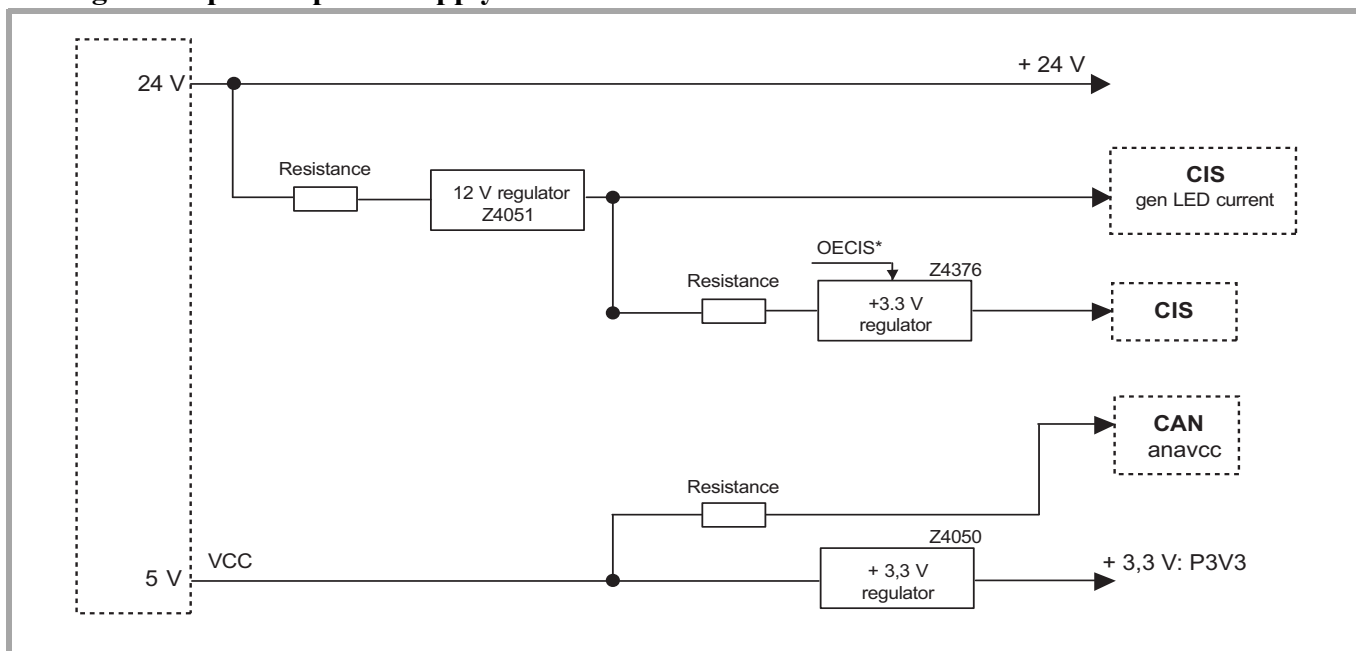 + 24 V
24 V
Resistance
12 V regulator
Z4051
CIS
gen LED current
OECIS*
Z4376
Resistance
+3.3 V
regulator
CIS
CAN
anavcc
Resistance
Z4050
VCC
5 V
+ 3,3 V
regulator
+ 3,3 V: P3V3